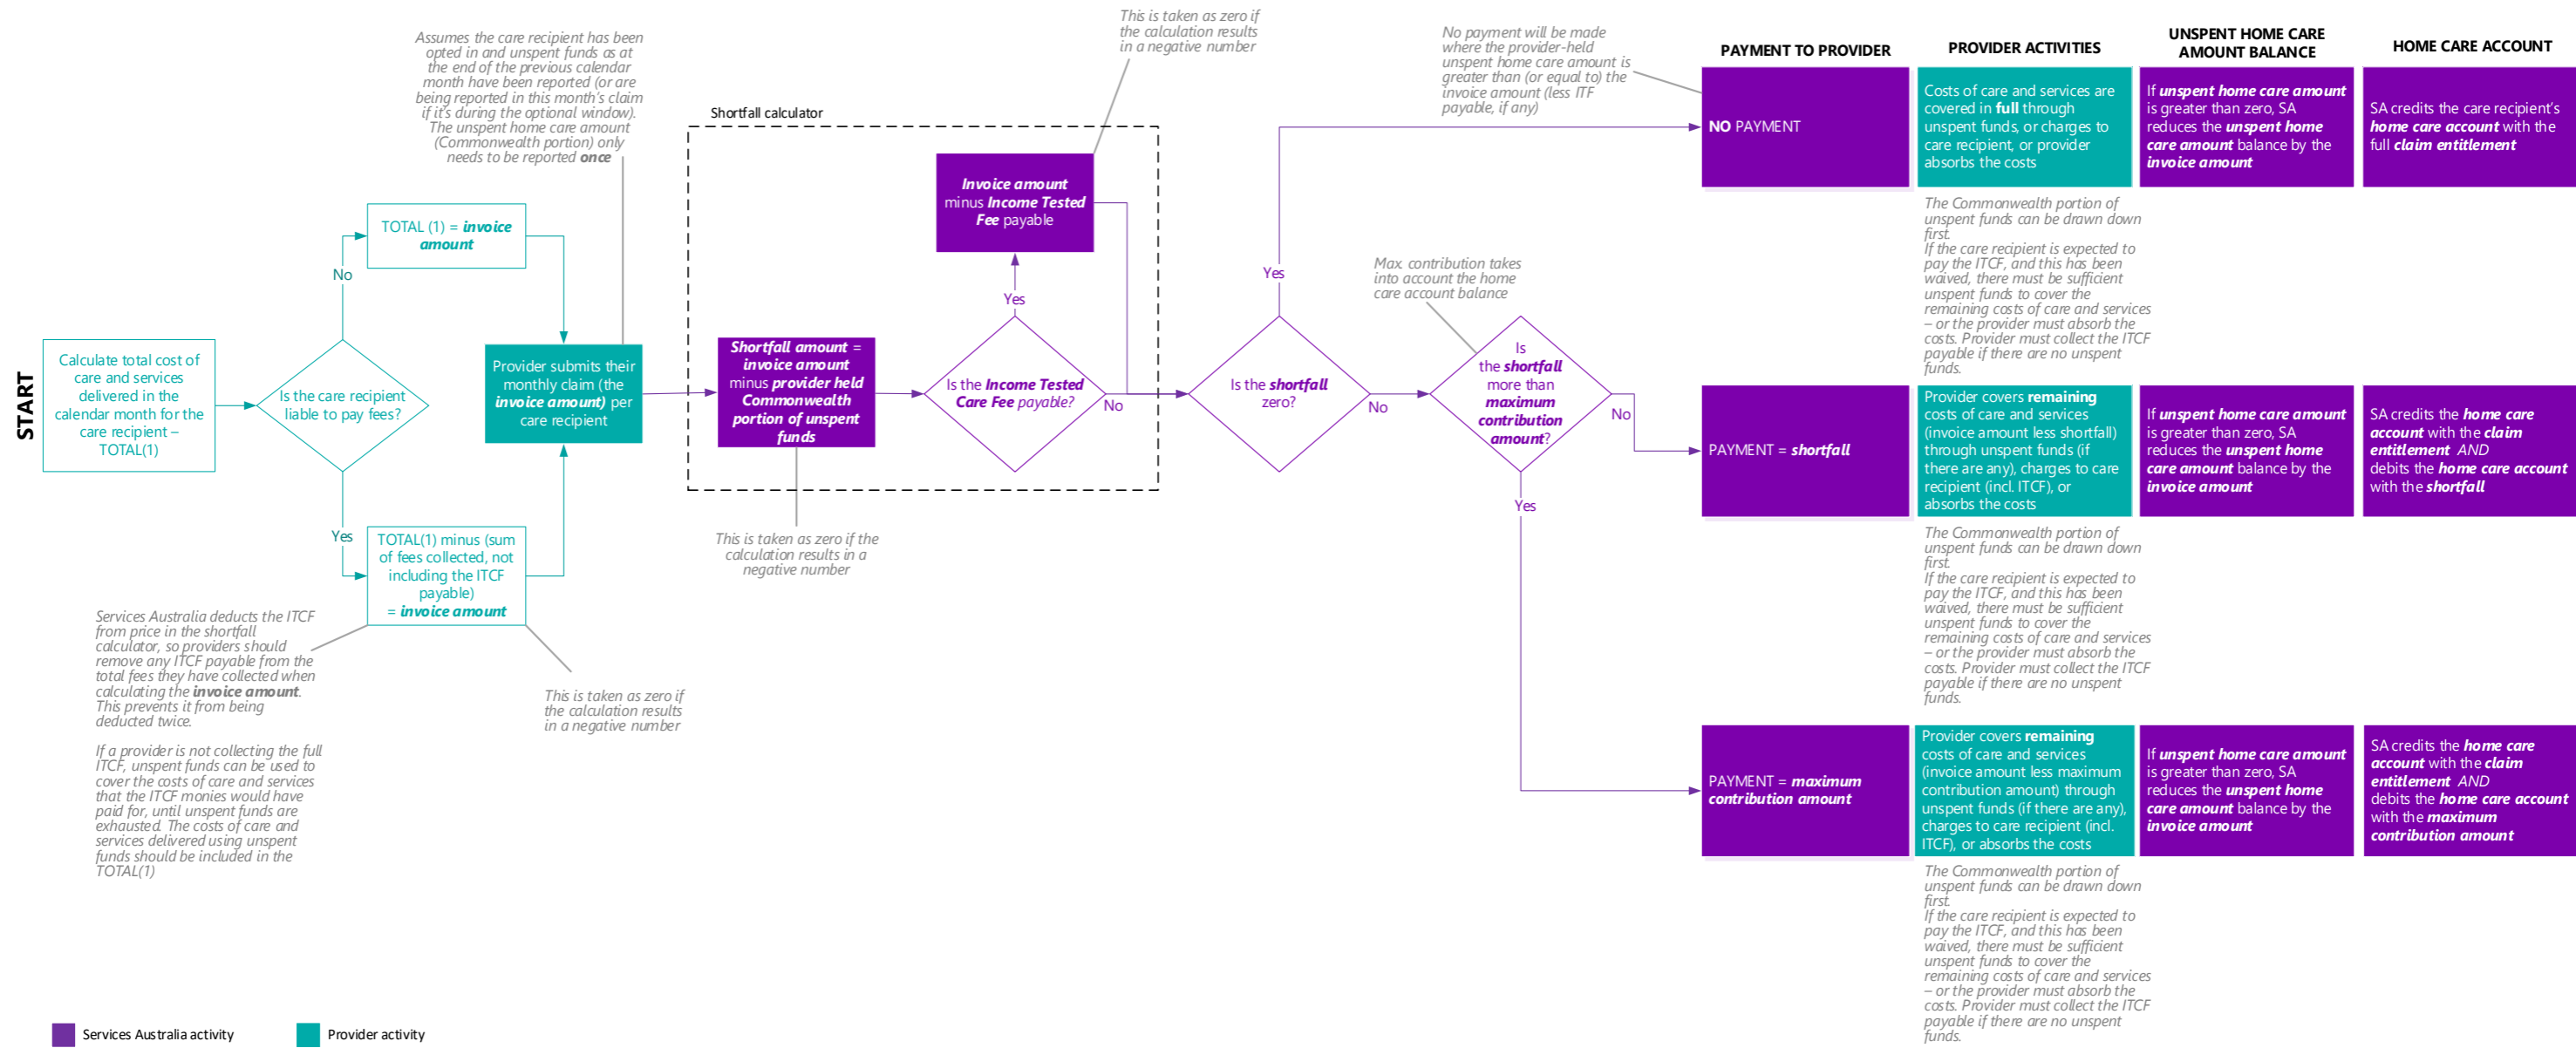 This is taken as zero if
the calculation results
in a negative number
Assumes the care recipient has been
opted in and unspent funds as at
the end of the previous calendar
month have been reported (or are
being reported in this month's claim
if it's during the optional window).
The unspent home care amount
(Commonwealth portion) only
needs to be reported once
No payment will be made
where the provider-held
unspent home care amount is
greater than (or equal to) the
invoice amount (less ITF
payable, if any)
PAYMENT TO PROVIDER
PROVIDER ACTIVITIES
UNSPENT HOME CARE
AMOUNT BALANCE
HOME CARE ACCOUNT
Shortfall calculator
NO PAYMENT
Costs of care and services are
covered in full through
unspent funds, or charges to
care recipient, or provider
absorbs the costs
If unspent home care amount
is greater than zero, SA
reduces the unspent home
care amount balance by the
invoice amount
SA credits the care recipient's
home care account with the
full claim entitlement
The Commonwealth portion of
unspent funds can be drawn down
first.
If the care recipient is expected to
pay the ITCF, and this has been
waived, there must be sufficient
unspent funds to cover the
remaining costs of care and services
– or the provider must absorb the
costs. Provider must collect the ITCF
payable if there are no unspent
funds.
START
Calculate total cost of
care and services
delivered in the
calendar month for the
care recipient –
TOTAL(1)
Is the care recipient
liable to pay fees?
No
TOTAL (1) = invoice
amount
Yes
TOTAL(1) minus (sum
of fees collected, not
including the ITCF
payable)
= invoice amount
Provider submits their
monthly claim (the
invoice amount) per
care recipient
Shortfall amount =
invoice amount
minus provider held
Commonwealth
portion of unspent
funds
This is taken as zero if the
calculation results in a
negative number
Is the Income Tested
Care Fee payable?
Yes
Invoice amount
minus Income Tested
Fee payable
No
Is the shortfall
zero?
Yes
No
Max. contribution takes
into account the home
care account balance
Is
the shortfall
more than
maximum
contribution
amount?
No
Yes
PAYMENT = shortfall
Provider covers remaining
costs of care and services
(invoice amount less shortfall)
through unspent funds (if
there are any), charges to care
recipient (incl. ITCF), or
absorbs the costs
If unspent home care amount
is greater than zero, SA
reduces the unspent home
care amount balance by the
invoice amount
SA credits the home care
account with the claim
entitlement AND
debits the home care account
with the shortfall
The Commonwealth portion of
unspent funds can be drawn down
first.
If the care recipient is expected to
pay the ITCF, and this has been
waived, there must be sufficient
unspent funds to cover the
remaining costs of care and services
– or the provider must absorb the
costs. Provider must collect the ITCF
payable if there are no unspent
funds.
Services Australia deducts the ITCF
from price in the shortfall
calculator, so providers should
remove any ITCF payable from the
total fees they have collected when
calculating the invoice amount.
This prevents it from being
deducted twice.
If a provider is not collecting the full
ITCF, unspent funds can be used to
cover the costs of care and services
that the ITCF monies would have
paid for, until unspent funds are
exhausted. The costs of care and
services delivered using unspent
funds should be included in the
TOTAL(1)
This is taken as zero if
the calculation results
in a negative number
PAYMENT = maximum
contribution amount
Provider covers remaining
costs of care and services
(invoice amount less maximum
contribution amount) through
unspent funds (if there are any),
charges to care recipient (incl.
ITCF), or absorbs the costs
If unspent home care amount
is greater than zero, SA
reduces the unspent home
care amount balance by the
invoice amount
SA credits the home care
account with the claim
entitlement AND
debits the home care account
with the maximum
contribution amount
The Commonwealth portion of
unspent funds can be drawn down
first.
If the care recipient is expected to
pay the ITCF, and this has been
waived, there must be sufficient
unspent funds to cover the
remaining costs of care and services
– or the provider must absorb the
costs. Provider must collect the ITCF
payable if there are no unspent
funds.
Services Australia activity
Provider activity